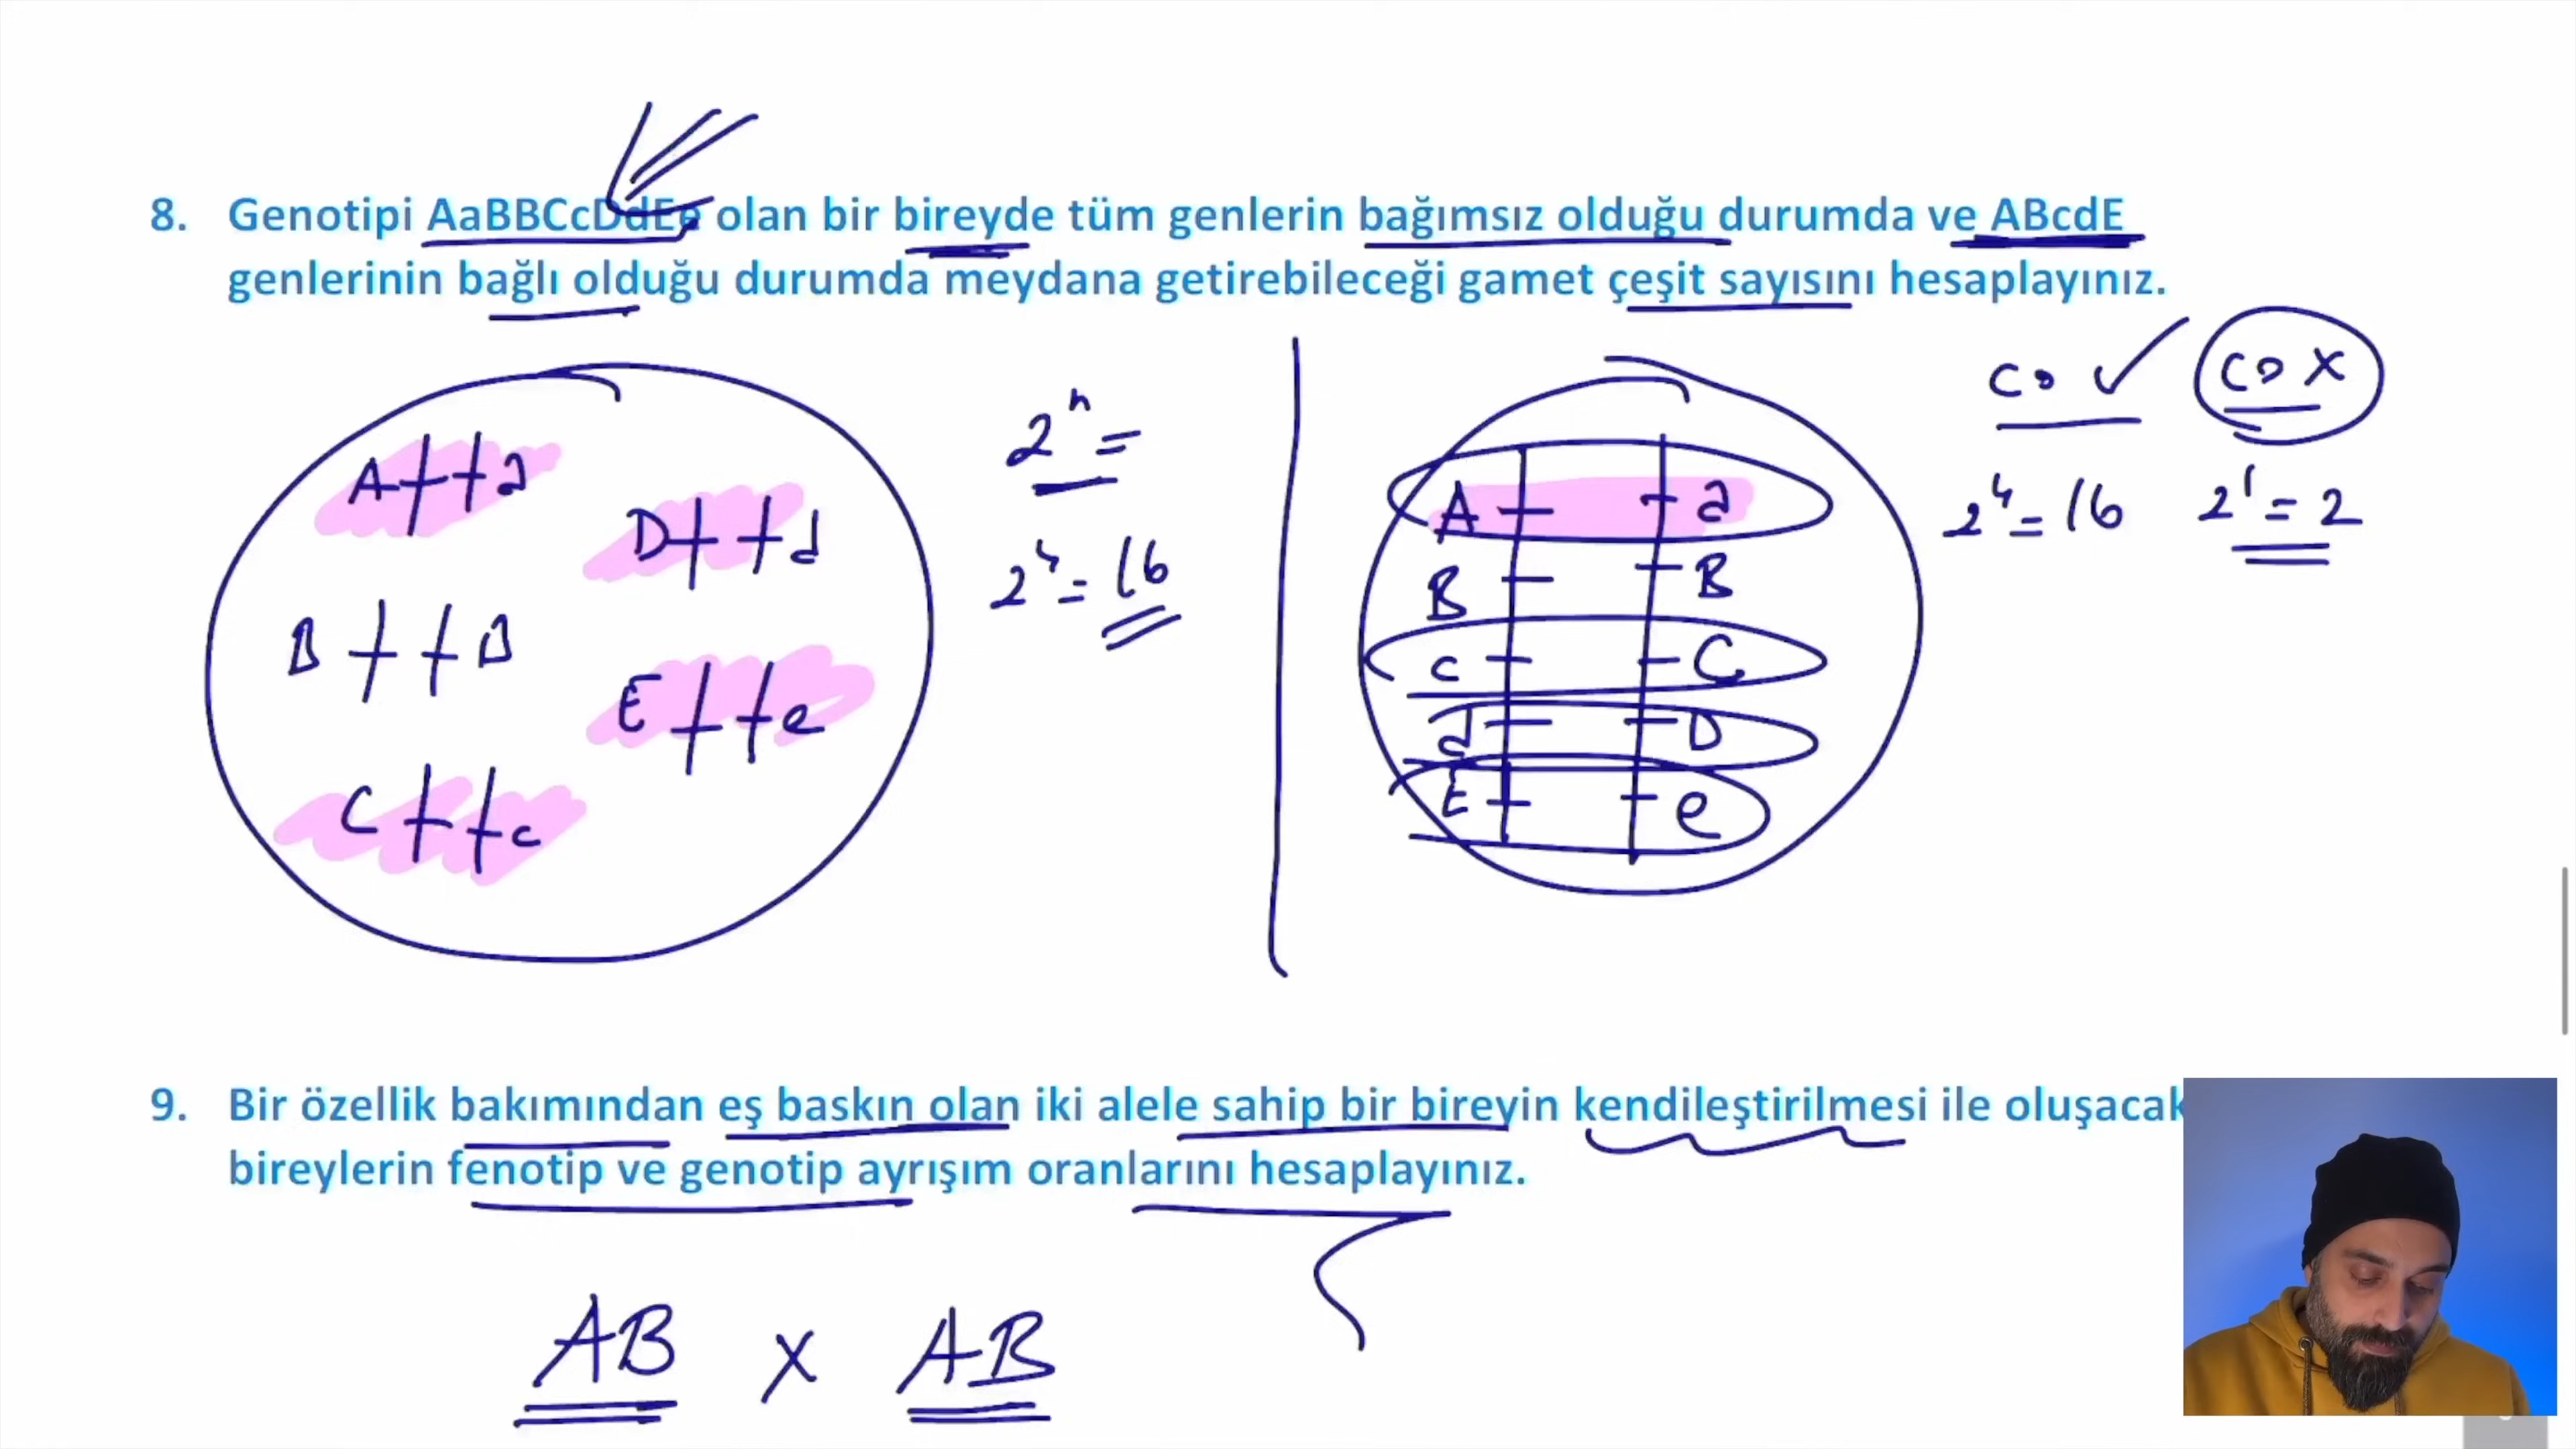 8. Genotipi AaBBCcDdEe olan bir bireyde tüm genlerin bağımsız olduğu durumda ve ABcdE
genlerinin bağlı olduğu durumda meydana getirebileceği gamet çeşit sayısını hesaplayınız.
A a
D d
B B
E e
C c
2ⁿ =
2⁴ = 16
A a
B B
c C
d D
E e
co ✓ co x
2⁴ = 16 2¹ = 2
9. Bir özellik bakımından eş baskın olan iki alele sahip bir bireyin kendileştirilmesi ile oluşacak
bireylerin fenotip ve genotip ayrışım oranlarını hesaplayınız.
AB x AB